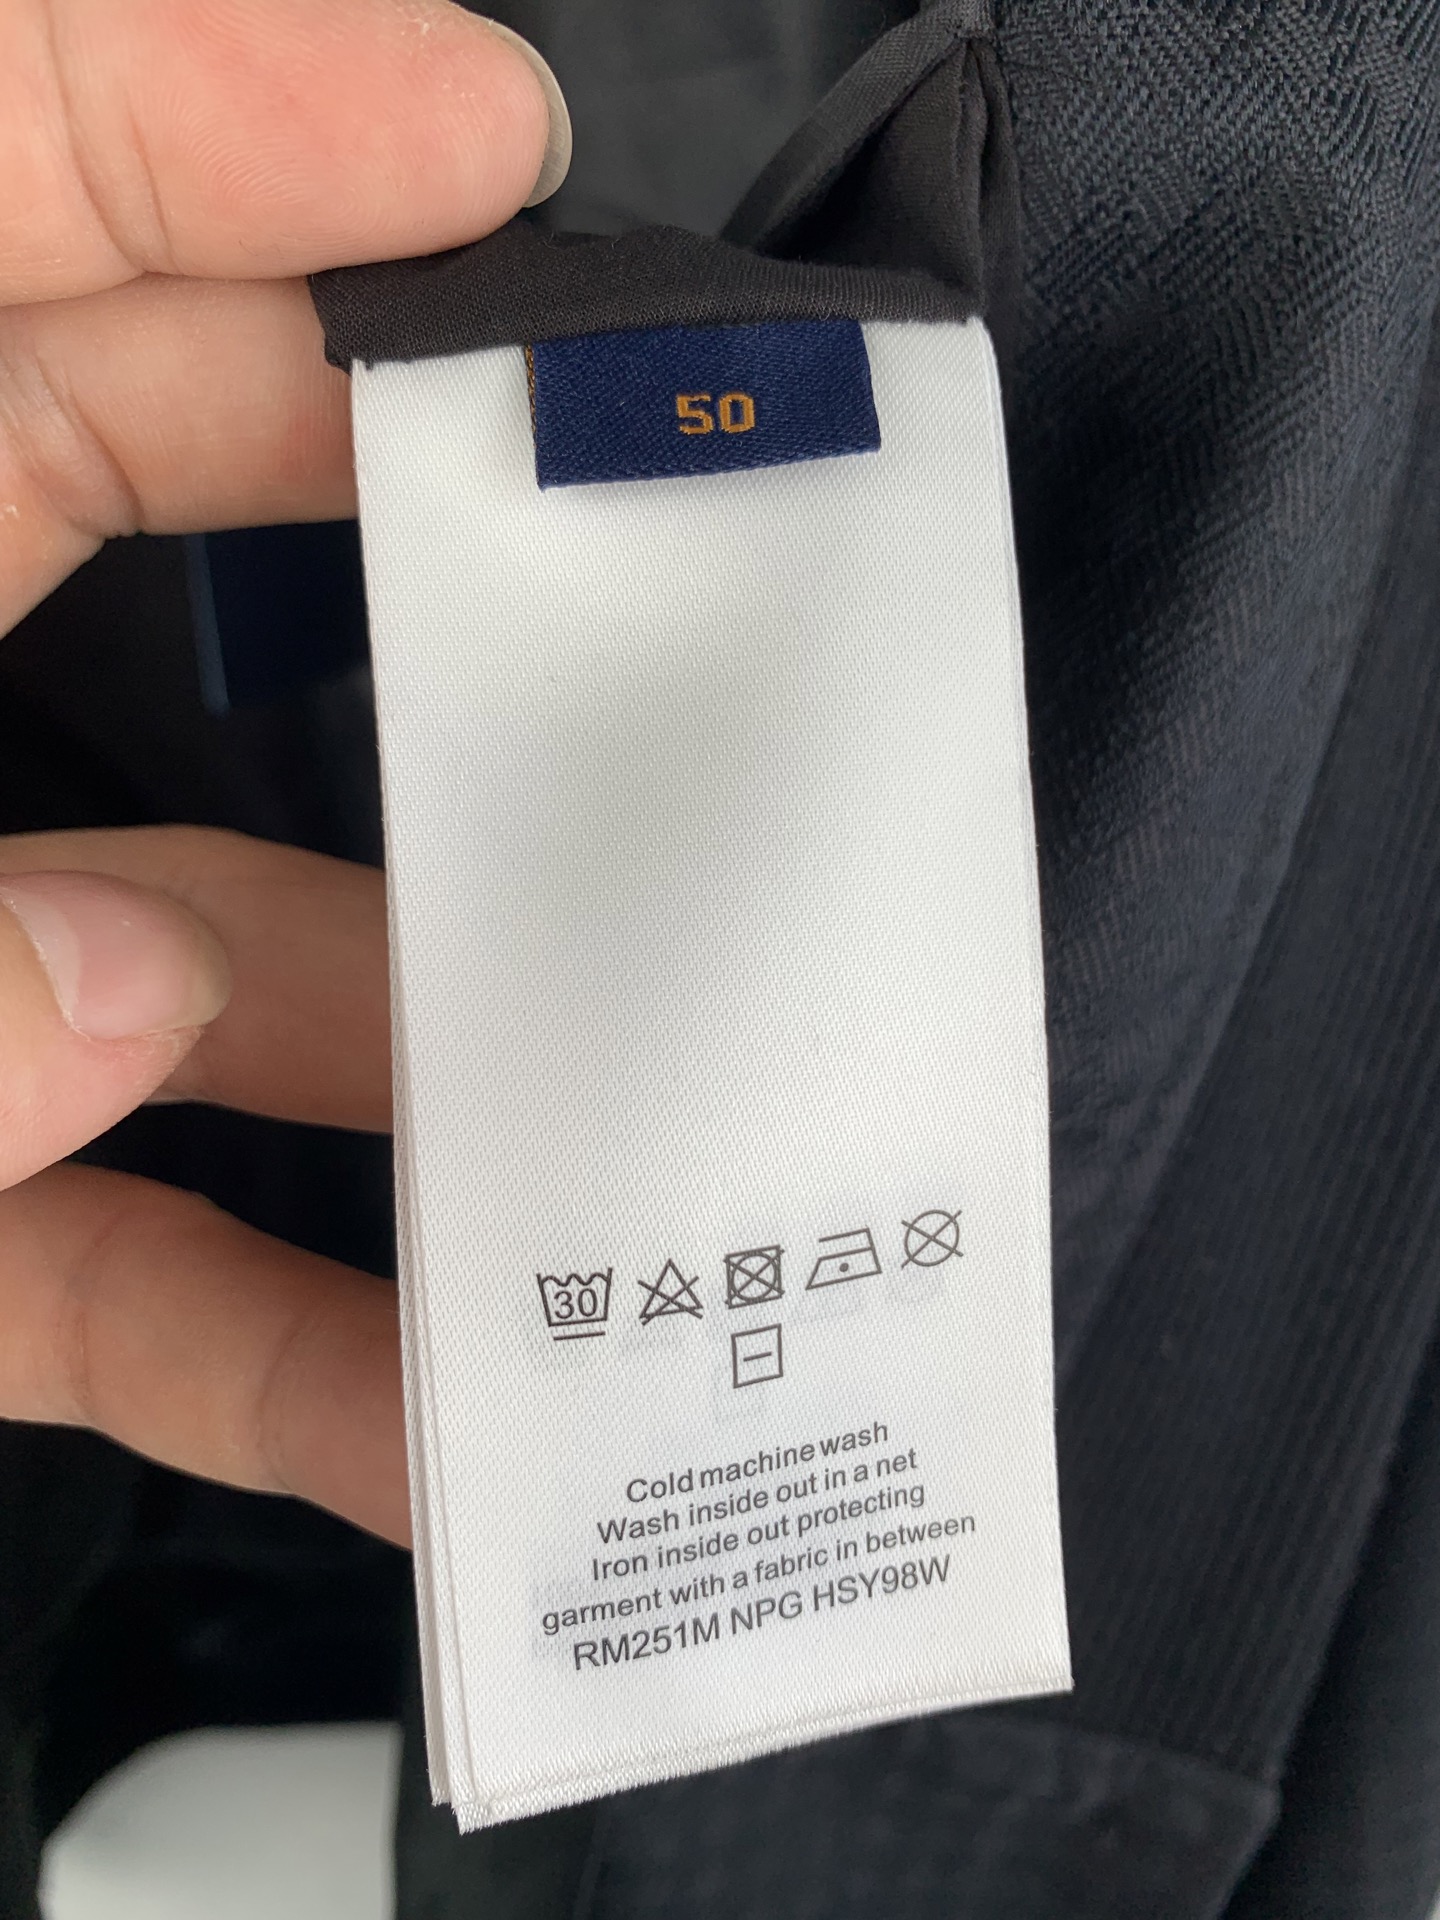 50
30
Cold machine wash
Wash inside out in a net
Iron inside out protecting
garment with a fabric in between
RM251M NPG HSY98W